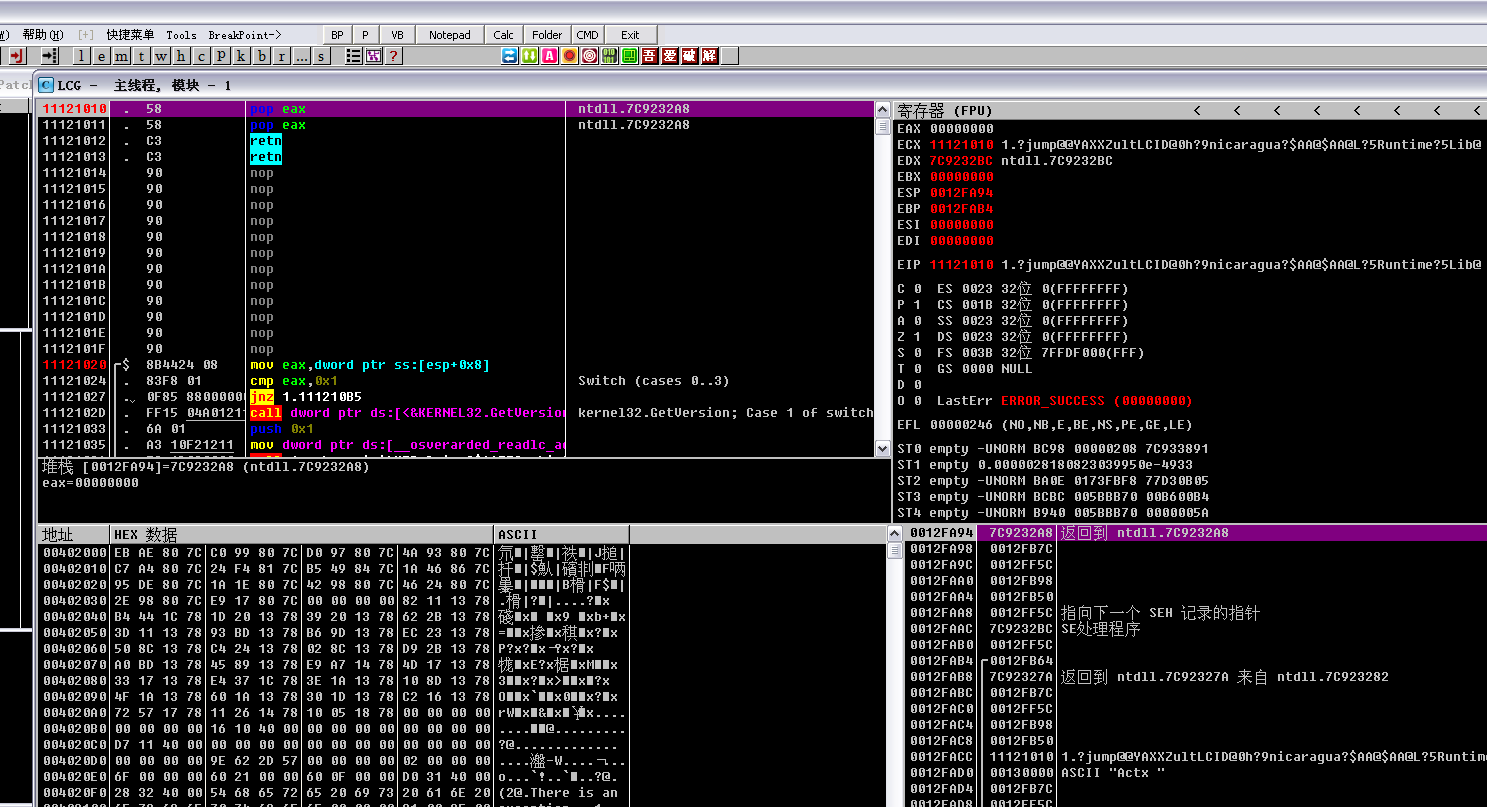 W) 帮助(H) [+] 快捷菜单 Tools BreakPoint-> BP P VB Notepad Calc Folder CMD Exit
l e m t w h c p k b r ... s ? A 吾 爱 破 解
Patch
C LCG - 主线程, 模块 - 1
11121010 . 58 pop eax ntdll.7C9232A8
11121011 . 58 pop eax ntdll.7C9232A8
11121012 . C3 retn
11121013 . C3 retn
11121014 90 nop
11121015 90 nop
11121016 90 nop
11121017 90 nop
11121018 90 nop
11121019 90 nop
1112101A 90 nop
1112101B 90 nop
1112101C 90 nop
1112101D 90 nop
1112101E 90 nop
1112101F 90 nop
11121020 $ 8B4424 08 mov eax,dword ptr ss:[esp+0x8]
11121024 . 83F8 01 cmp eax,0x1 Switch (cases 0..3)
11121027 . 0F85 8800000 jnz 1.111210B5
1112102D . FF15 04A01211 call dword ptr ds:[<&KERNEL32.GetVersion kernel32.GetVersion; Case 1 of switch
11121033 . 6A 01 push 0x1
11121035 . A3 10F21211 mov dword ptr ds:[__osverarded_readlc_a
堆栈 [0012FA94]=7C9232A8 (ntdll.7C9232A8)
eax=00000000
寄存器 (FPU) < < < < < < < <
EAX 00000000
ECX 11121010 1.?jump@@YAXXZultLCID@0h?9nicaragua?$AA@$AA@L?5Runtime?5Lib@
EDX 7C9232BC ntdll.7C9232BC
EBX 00000000
ESP 0012FA94
EBP 0012FAB4
ESI 00000000
EDI 00000000
EIP 11121010 1.?jump@@YAXXZultLCID@0h?9nicaragua?$AA@$AA@L?5Runtime?5Lib@
C 0 ES 0023 32位 0(FFFFFFFF)
P 1 CS 001B 32位 0(FFFFFFFF)
A 0 SS 0023 32位 0(FFFFFFFF)
Z 1 DS 0023 32位 0(FFFFFFFF)
S 0 FS 003B 32位 7FFDF000(FFF)
T 0 GS 0000 NULL
D 0
O 0 LastErr ERROR_SUCCESS (00000000)
EFL 00000246 (NO,NB,E,BE,NS,PE,GE,LE)
ST0 empty -UNORM BC98 00000208 7C933891
ST1 empty 0.0000028180823039950e-4933
ST2 empty -UNORM BA0E 0173FBF8 77D30B05
ST3 empty -UNORM BCBC 005BBB70 00B600B4
ST4 empty -UNORM B940 005BBB70 0000005A
地址 HEX 数据 ASCII
00402000 EB AE 80 7C C0 99 80 7C D0 97 80 7C 4A 93 80 7C
00402010 C7 A4 80 7C 24 F4 81 7C B5 49 84 7C 1A 46 86 7C
00402020 95 DE 80 7C 1A 1E 80 7C 42 98 80 7C 46 24 80 7C
00402030 2E 98 80 7C E9 17 80 7C 00 00 00 00 82 11 13 78
00402040 B4 44 1C 78 1D 20 13 78 39 20 13 78 62 2B 13 78
00402050 3D 11 13 78 93 BD 13 78 B6 9D 13 78 EC 23 13 78
00402060 50 8C 13 78 C4 24 13 78 02 8C 13 78 D9 2B 13 78
00402070 A0 BD 13 78 45 89 13 78 E9 A7 14 78 4D 17 13 78
00402080 33 17 13 78 E4 37 1C 78 3E 1A 13 78 10 8D 13 78
00402090 4F 1A 13 78 60 1A 13 78 30 1D 13 78 C2 16 13 78
004020A0 72 57 17 78 11 26 14 78 10 05 18 78 00 00 00 00
004020B0 00 00 00 00 16 10 40 00 00 00 00 00 00 00 00 00
004020C0 D7 11 40 00 00 00 00 00 00 00 00 00 00 00 00 00 ?@.............
004020D0 00 00 00 00 9E 62 2D 57 00 00 00 00 02 00 00 00
004020E0 6F 00 00 00 60 21 00 00 60 0F 00 00 D0 31 40 00
004020F0 28 32 40 00 54 68 65 72 65 20 69 73 20 61 6E 20 (2@.There is an
0012FA94 7C9232A8 返回到 ntdll.7C9232A8
0012FA98 0012FB7C
0012FA9C 0012FF5C
0012FAA0 0012FB98
0012FAA4 0012FB50
0012FAA8 0012FF5C 指向下一个 SEH 记录的指针
0012FAAC 7C9232BC SE处理程序
0012FAB0 0012FF5C
0012FAB4 0012FB64
0012FAB8 7C92327A 返回到 ntdll.7C92327A 来自 ntdll.7C923282
0012FABC 0012FB7C
0012FAC0 0012FF5C
0012FAC4 0012FB98
0012FAC8 0012FB50
0012FACC 11121010 1.?jump@@YAXXZultLCID@0h?9nicaragua?$AA@$AA@L?5Runtime
0012FAD0 00130000 ASCII "Actx "
0012FAD4 0012FB7C
0012FAD8 0012FF5C